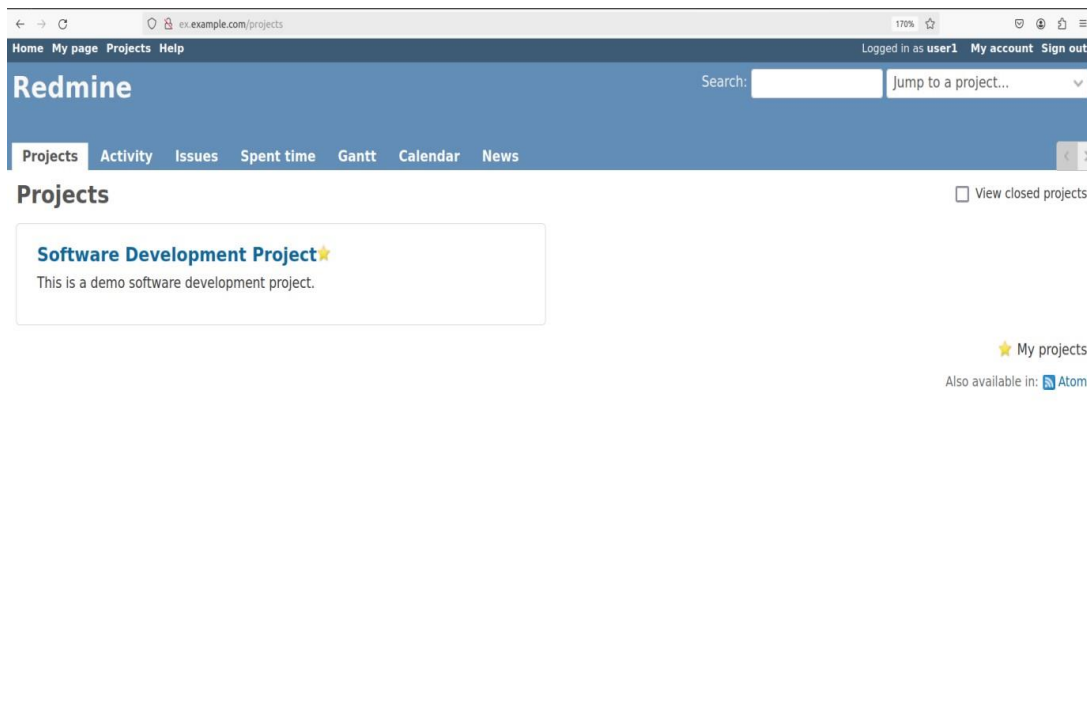 ex.example.com/projects 170%
Home My page Projects Help Logged in as user1 My account Sign out
Redmine Search: Jump to a project...
Projects Activity Issues Spent time Gantt Calendar News
Projects View closed projects
Software Development Project
This is a demo software development project.
My projects
Also available in: Atom